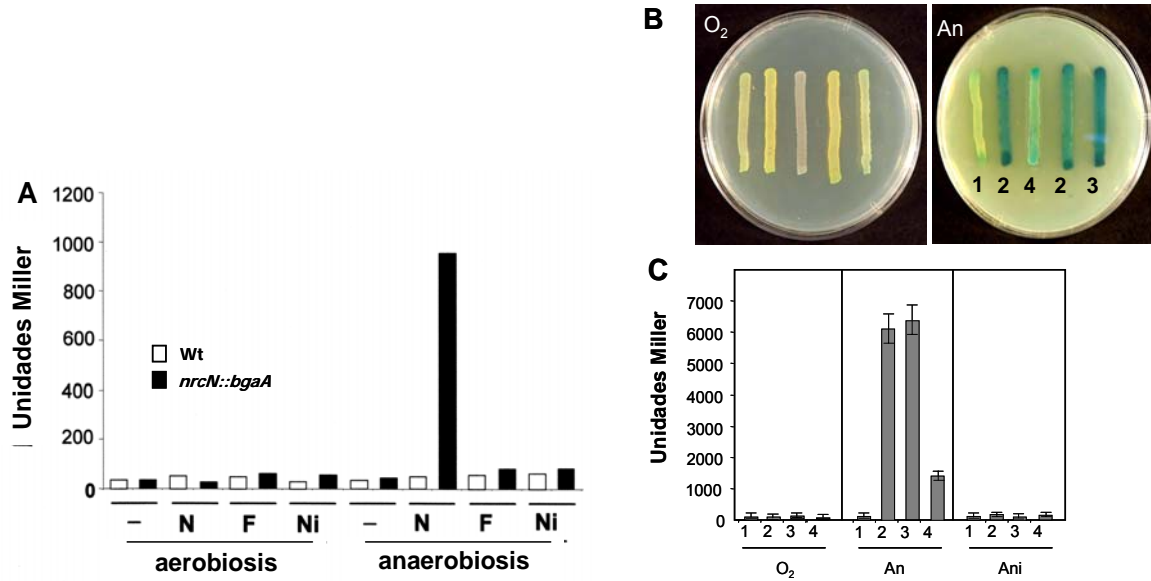 A
Unidades Miller
1200
1000
800
600
400
200
0
Wt
nrcN::bgaA
– N F Ni – N F Ni
aerobiosis anaerobiosis
B
O2
An
1 2 4 2 3
C
Unidades Miller
7000
6000
5000
4000
3000
2000
1000
0
1 2 3 4 1 2 3 4 1 2 3 4
O2 An Ani